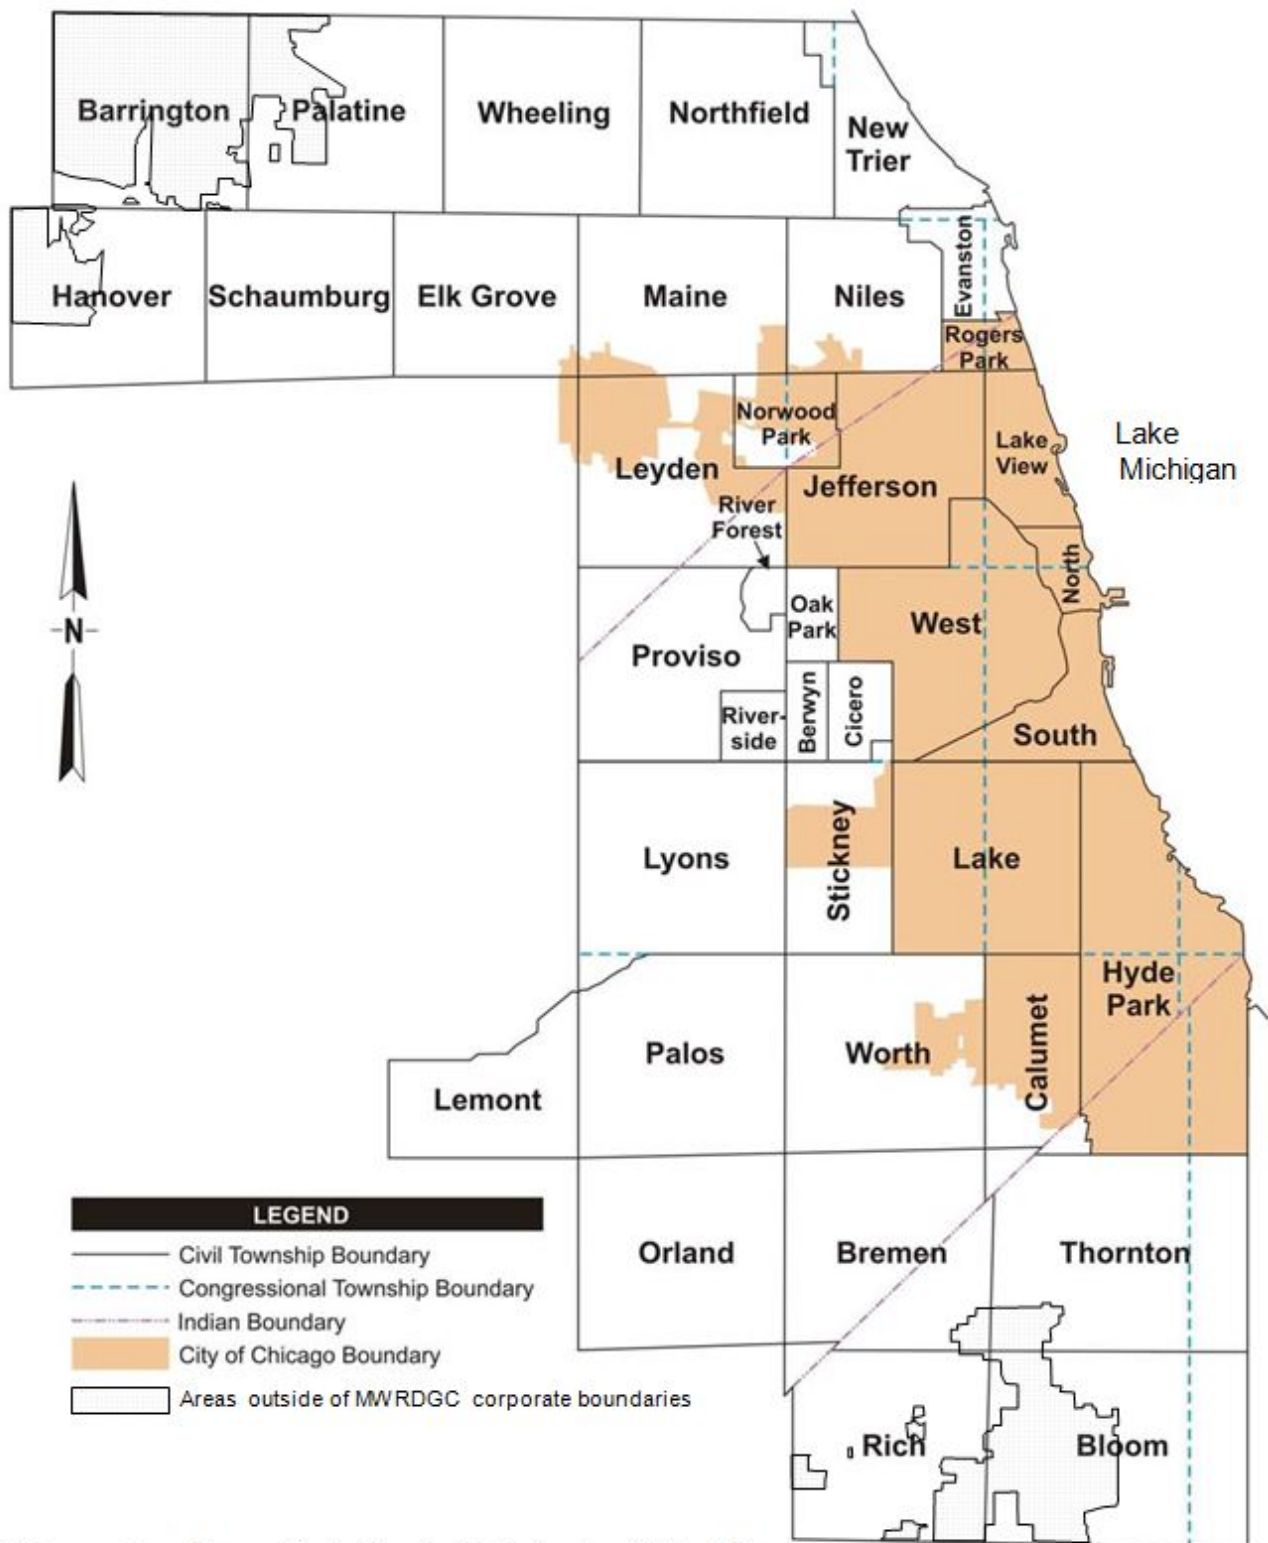 Barrington
Palatine
Wheeling
Northfield
New
Trier
Hanover
Schaumburg
Elk Grove
Maine
Niles
Evanston
Rogers
Park
Norwood
Park
Lake
View
Lake
Michigan
Leyden
Jefferson
River
Forest
North
N
Oak
Park
West
Proviso
River-
side
Berwyn
Cicero
South
Lyons
Stickney
Lake
Hyde
Park
Palos
Worth
Calumet
Lemont
LEGEND
Civil Township Boundary
Congressional Township Boundary
Indian Boundary
City of Chicago Boundary
Areas outside of MWRDGC corporate boundaries
Orland
Bremen
Thornton
Rich
Bloom